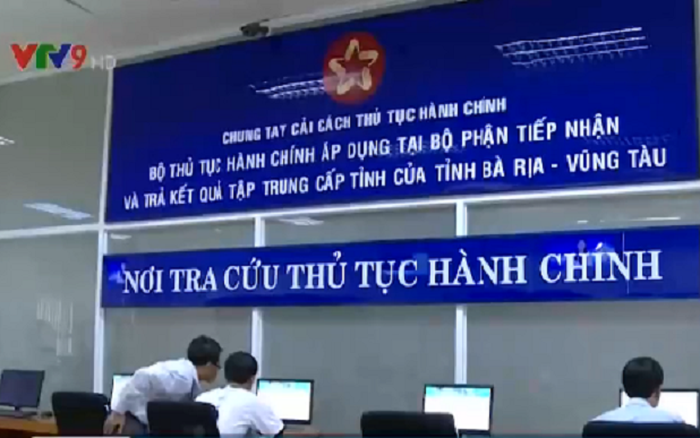 VTV9 HD
CHUNG TAY CẢI CÁCH THỦ TỤC HÀNH CHÍNH
BỘ THỦ TỤC HÀNH CHÍNH ÁP DỤNG TẠI BỘ PHẬN TIẾP NHẬN
VÀ TRẢ KẾT QUẢ TẬP TRUNG CẤP TỈNH CỦA TỈNH BÀ RỊA - VŨNG TÀU
NƠI TRA CỨU THỦ TỤC HÀNH CHÍNH